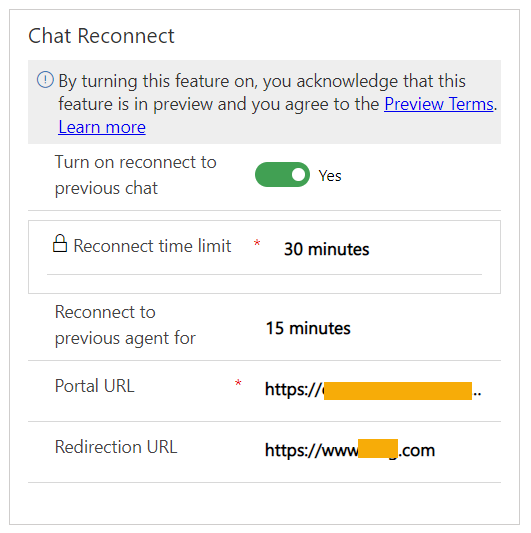 Chat Reconnect
By turning this feature on, you acknowledge that this
feature is in preview and you agree to the Preview Terms.
Learn more
Turn on reconnect to
previous chat
Yes
Reconnect time limit * 30 minutes
Reconnect to
previous agent for
15 minutes
Portal URL * https://
Redirection URL https://www .com